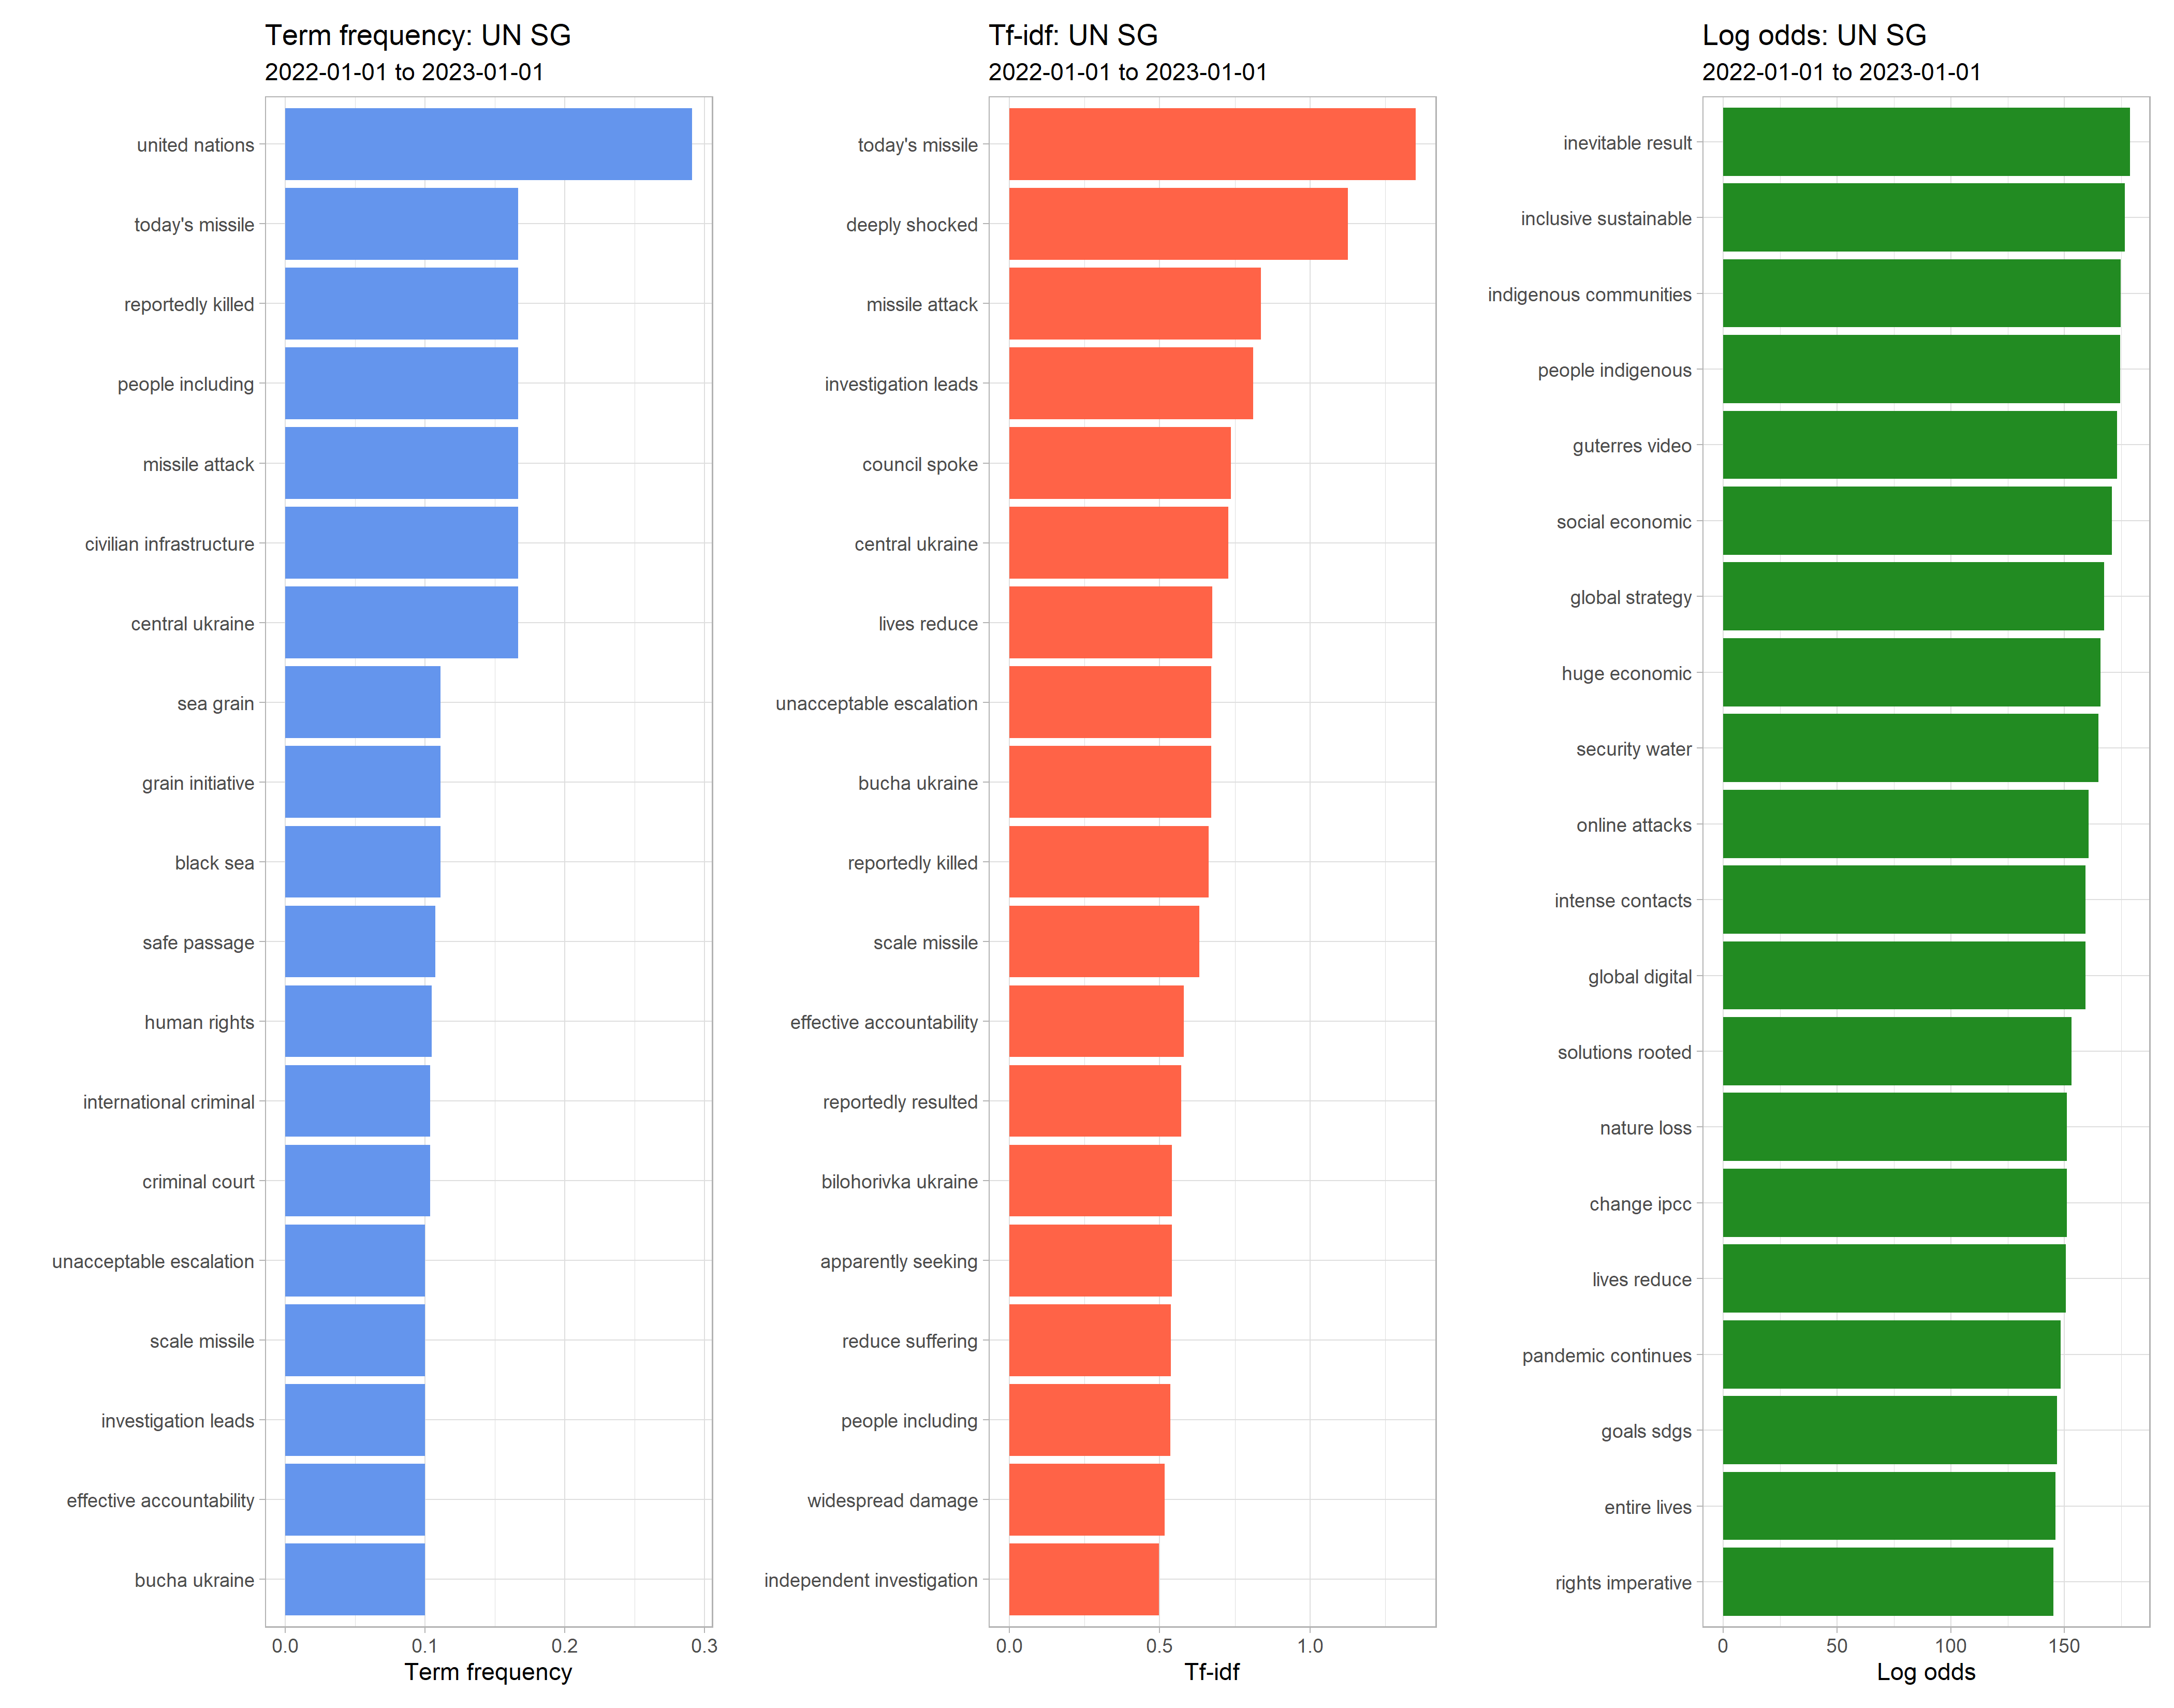 Term frequency: UN SG
2022-01-01 to 2023-01-01
united nations
today's missile
reportedly killed
people including
missile attack
civilian infrastructure
central ukraine
sea grain
grain initiative
black sea
safe passage
human rights
international criminal
criminal court
unacceptable escalation
scale missile
investigation leads
effective accountability
bucha ukraine
0.0 0.1 0.2 0.3
Term frequency
Tf-idf: UN SG
2022-01-01 to 2023-01-01
today's missile
deeply shocked
missile attack
investigation leads
council spoke
central ukraine
lives reduce
unacceptable escalation
bucha ukraine
reportedly killed
scale missile
effective accountability
reportedly resulted
bilohorivka ukraine
apparently seeking
reduce suffering
people including
widespread damage
independent investigation
0.0 0.5 1.0
Tf-idf
Log odds: UN SG
2022-01-01 to 2023-01-01
inevitable result
inclusive sustainable
indigenous communities
people indigenous
guterres video
social economic
global strategy
huge economic
security water
online attacks
intense contacts
global digital
solutions rooted
nature loss
change ipcc
lives reduce
pandemic continues
goals sdgs
entire lives
rights imperative
0 50 100 150
Log odds